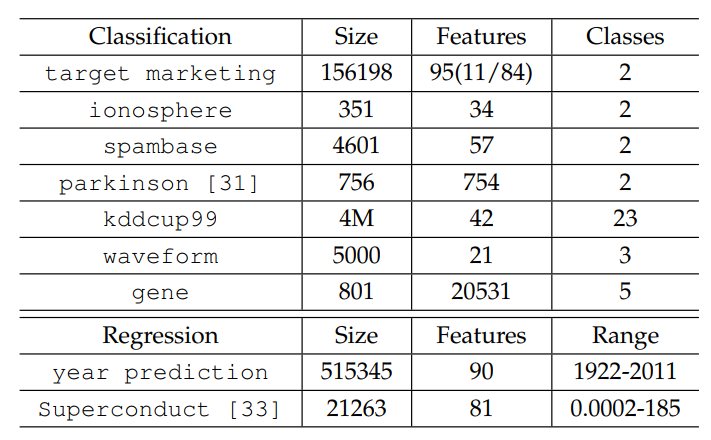 Classification Size Features Classes
target marketing 156198 95(11/84) 2
ionosphere 351 34 2
spambase 4601 57 2
parkinson [31] 756 754 2
kddcup99 4M 42 23
waveform 5000 21 3
gene 801 20531 5
Regression Size Features Range
year prediction 515345 90 1922-2011
Superconduct [33] 21263 81 0.0002-185